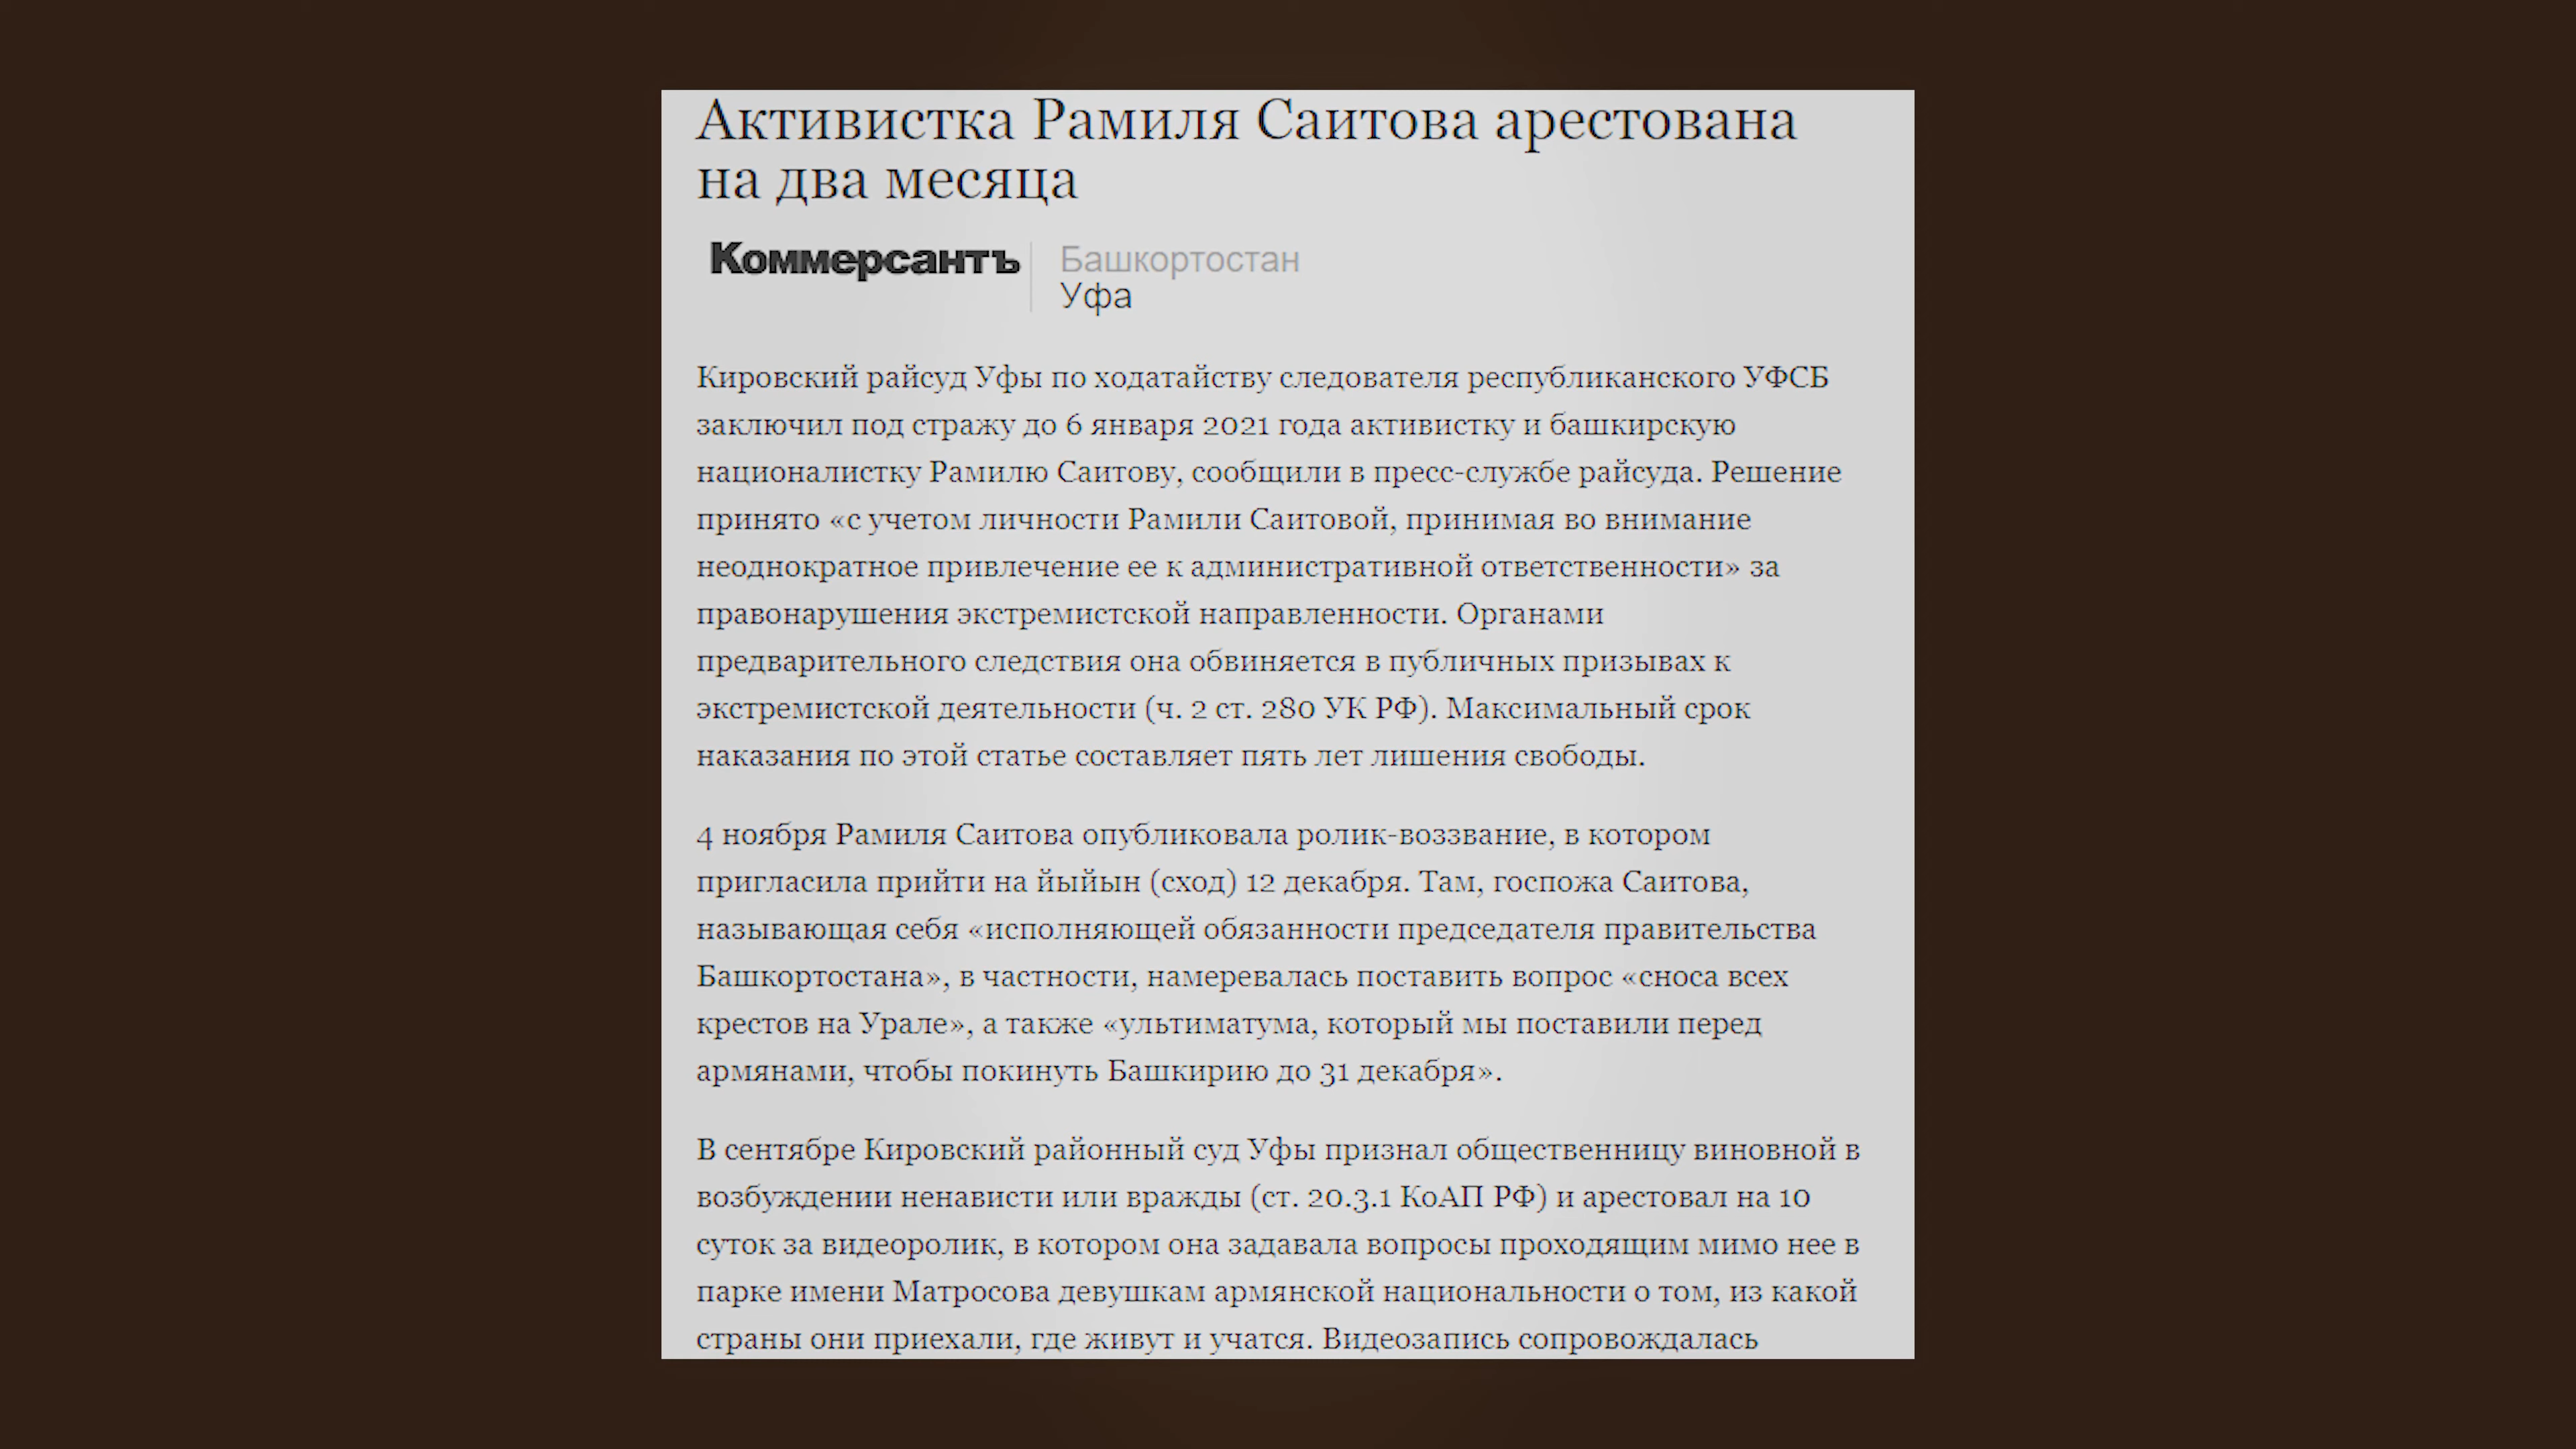 Активистка Рамиля Саитова арестована
на два месяца
Коммерсантъ
Башкортостан
Уфа
Кировский райсуд Уфы по ходатайству следователя республиканского УФСБ
заключил под стражу до 6 января 2021 года активистку и башкирскую
националистку Рамилю Саитову, сообщили в пресс-службе райсуда. Решение
принято «с учетом личности Рамили Саитовой, принимая во внимание
неоднократное привлечение ее к административной ответственности» за
правонарушения экстремистской направленности. Органами
предварительного следствия она обвиняется в публичных призывах к
экстремистской деятельности (ч. 2 ст. 280 УК РФ). Максимальный срок
наказания по этой статье составляет пять лет лишения свободы.
4 ноября Рамиля Саитова опубликовала ролик-воззвание, в котором
пригласила прийти на йыйын (сход) 12 декабря. Там, госпожа Саитова,
называющая себя «исполняющей обязанности председателя правительства
Башкортостана», в частности, намеревалась поставить вопрос «сноса всех
крестов на Урале», а также «ультиматума, который мы поставили перед
армянами, чтобы покинуть Башкирию до 31 декабря».
В сентябре Кировский районный суд Уфы признал общественницу виновной в
возбуждении ненависти или вражды (ст. 20.3.1 КоАП РФ) и арестовал на 10
суток за видеоролик, в котором она задавала вопросы проходящим мимо нее в
парке имени Матросова девушкам армянской национальности о том, из какой
страны они приехали, где живут и учатся. Видеозапись сопровождалась